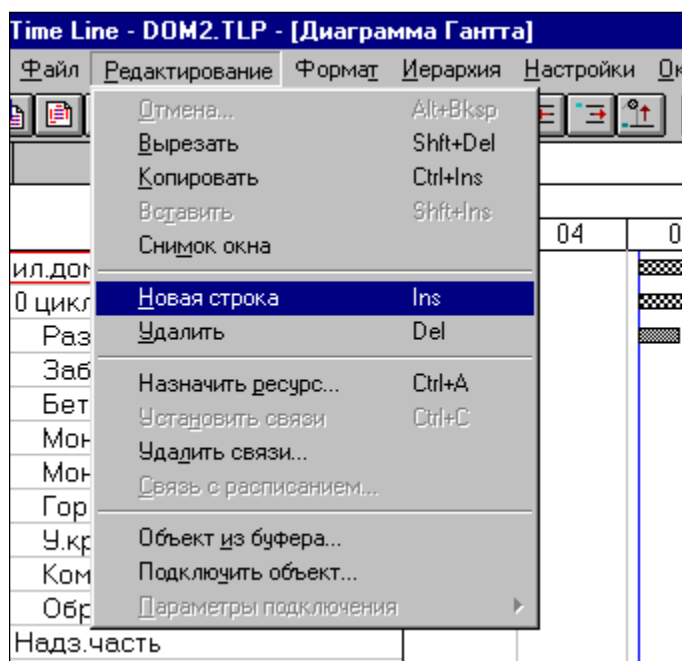 Time Line - DOM2.TLP - [Диаграмма Гантта]
Файл Редактирование Формат Иерархия Настройки
Отмена... Alt+Bksp
Вырезать Shft+Del
Копировать Ctrl+Ins
Вставить Shft+Ins
Снимок окна
04 0
ил.дом
Новая строка Ins
0 цикл
Удалить Del
Раз
Заб
Назначить ресурс... Ctrl+A
Бет
Установить связи Ctrl+C
Мон
Удалить связи...
Мон
Связь с расписанием...
Гор
Объект из буфера...
У.кр
Подключить объект...
Ком
Параметры подключения
Обр
Надз.часть